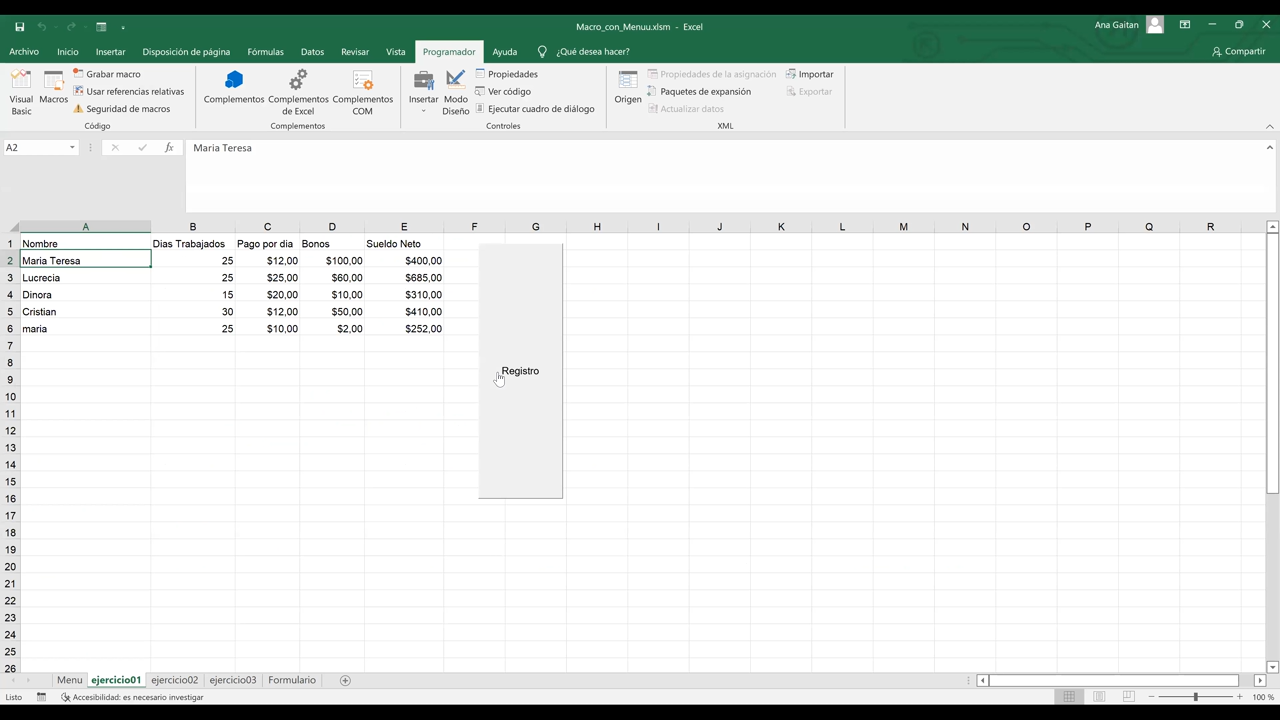 Macro_con_Menuu.xlsm - Excel
Ana Gaitan
Archivo Inicio Insertar Disposición de página Fórmulas Datos Revisar Vista Programador Ayuda ¿Qué desea hacer? Compartir
Visual Basic
Macros
Grabar macro
Usar referencias relativas
Seguridad de macros
Código
Complementos
Complementos de Excel
Complementos COM
Complementos
Insertar
Modo Diseño
Propiedades
Ver código
Ejecutar cuadro de diálogo
Controles
Origen
Propiedades de la asignación
Paquetes de expansión
Actualizar datos
Importar
Exportar
XML
A2 fx Maria Teresa
A B C D E F G H I J K L M N O P Q R
1 Nombre Dias Trabajados Pago por dia Bonos Sueldo Neto
2 Maria Teresa 25 $12,00 $100,00 $400,00
3 Lucrecia 25 $25,00 $60,00 $685,00
4 Dinora 15 $20,00 $10,00 $310,00
5 Cristian 30 $12,00 $50,00 $410,00
6 maria 25 $10,00 $2,00 $252,00
7
8
Registro
9
10
11
12
13
14
15
16
17
18
19
20
21
22
23
24
25
26
Menu ejercicio01 ejercicio02 ejercicio03 Formulario
Listo Accesibilidad: es necesario investigar 100 %